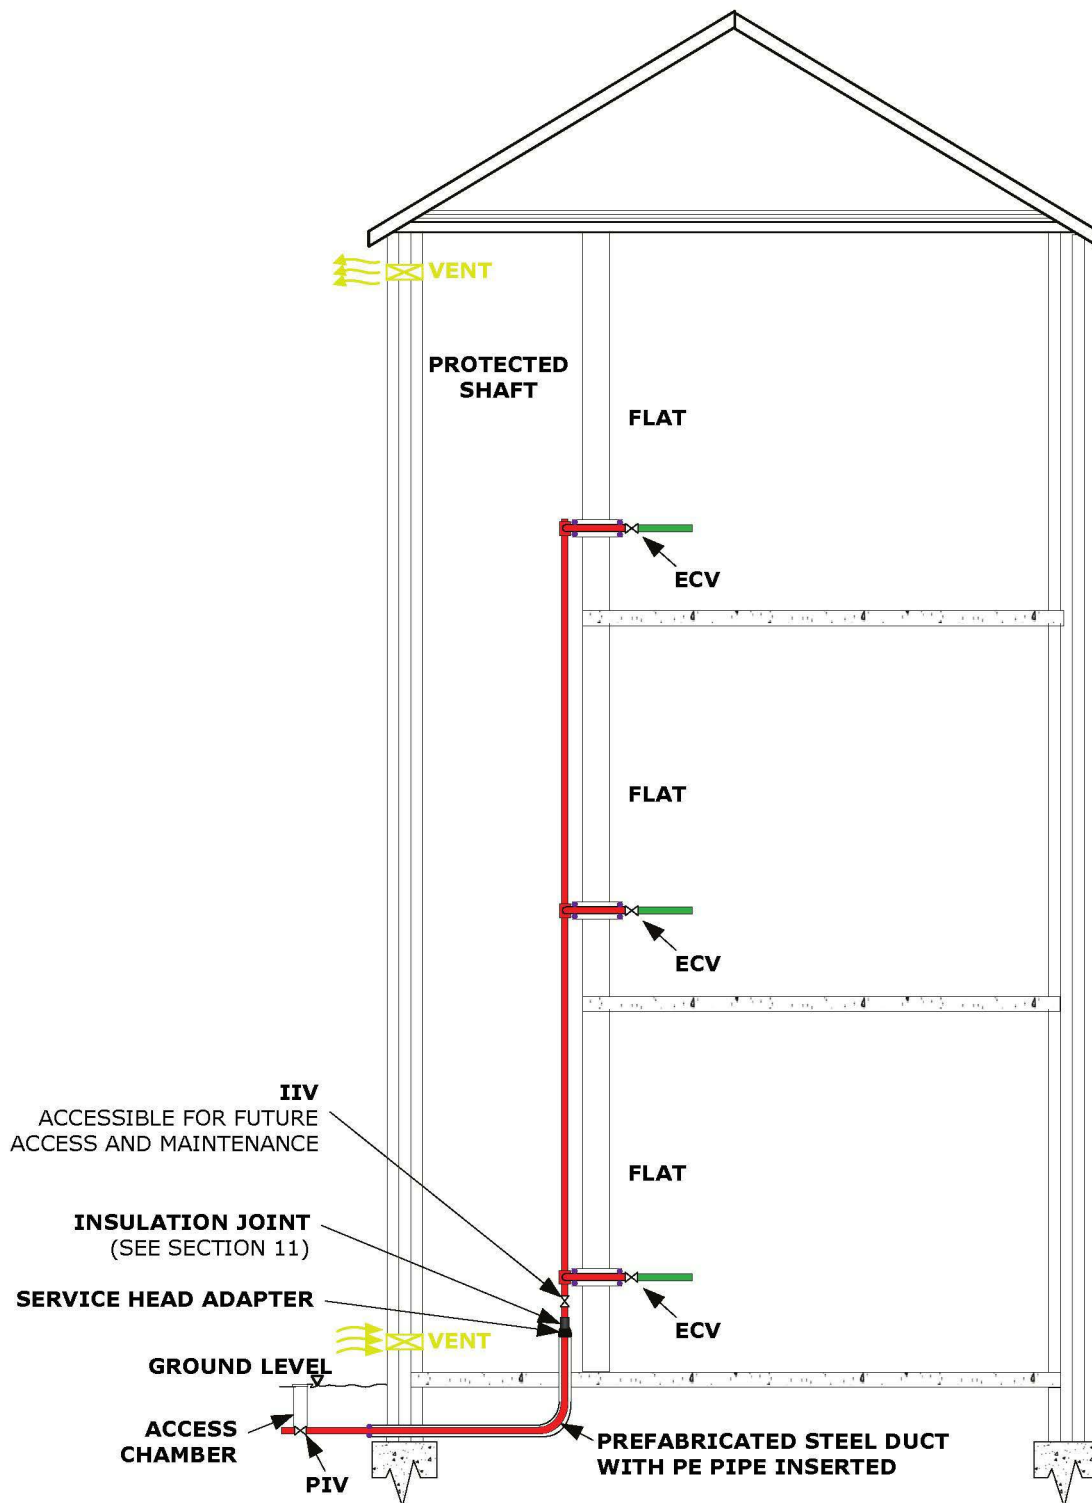 VENT
PROTECTED
SHAFT
FLAT
ECV
FLAT
ECV
IIV
ACCESSIBLE FOR FUTURE
ACCESS AND MAINTENANCE
FLAT
INSULATION JOINT
(SEE SECTION 11)
SERVICE HEAD ADAPTER
ECV
VENT
GROUND LEVEL
ACCESS
CHAMBER
PIV
PREFABRICATED STEEL DUCT
WITH PE PIPE INSERTED